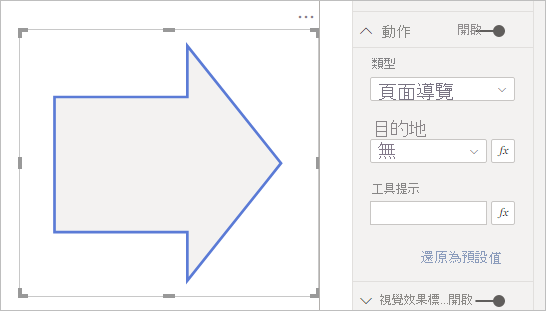 動作 開啟
類型
頁面導覽
目的地
無 fx
工具提示
fx
還原為預設值
視覺效果標...開啟